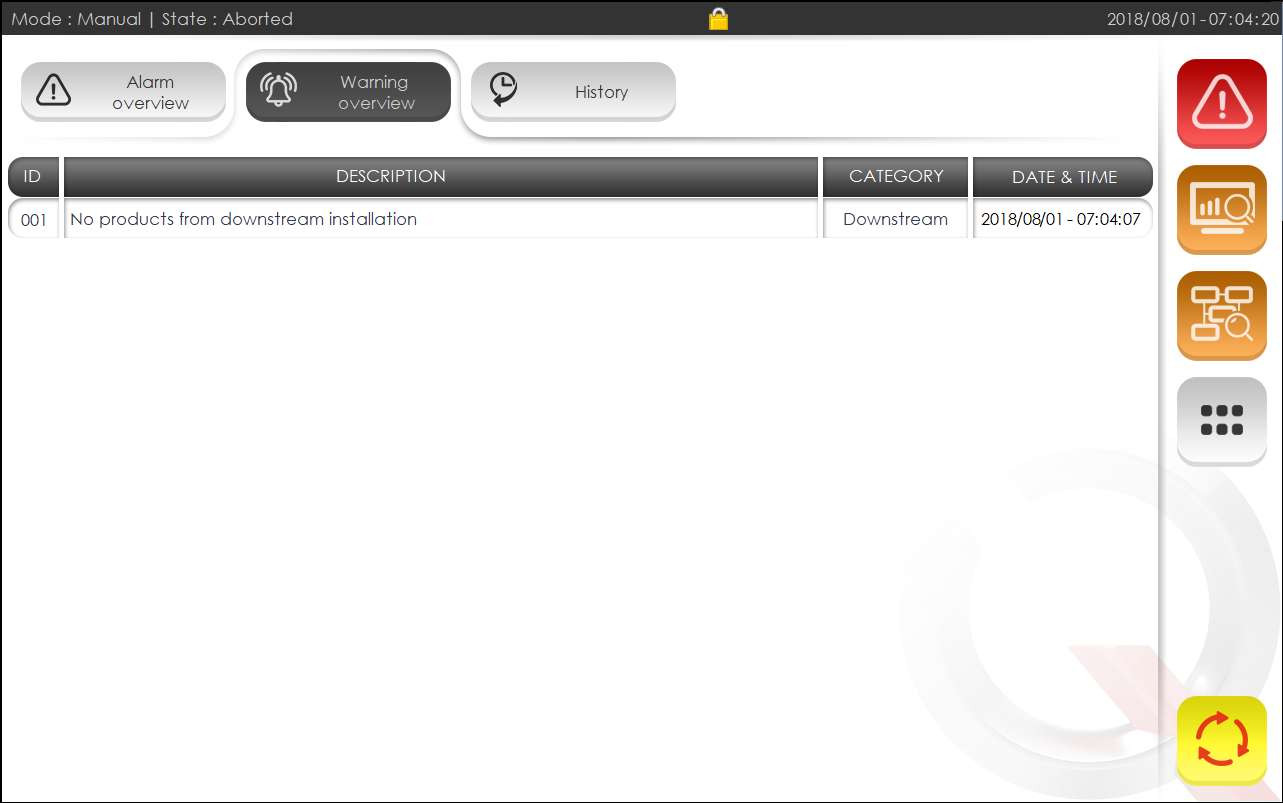 Mode : Manual | State : Aborted
2018/08/01-07:04:20
Alarm
overview
Warning
overview
History
ID
DESCRIPTION
CATEGORY
DATE & TIME
001
No products from downstream installation
Downstream
2018/08/01 - 07:04:07